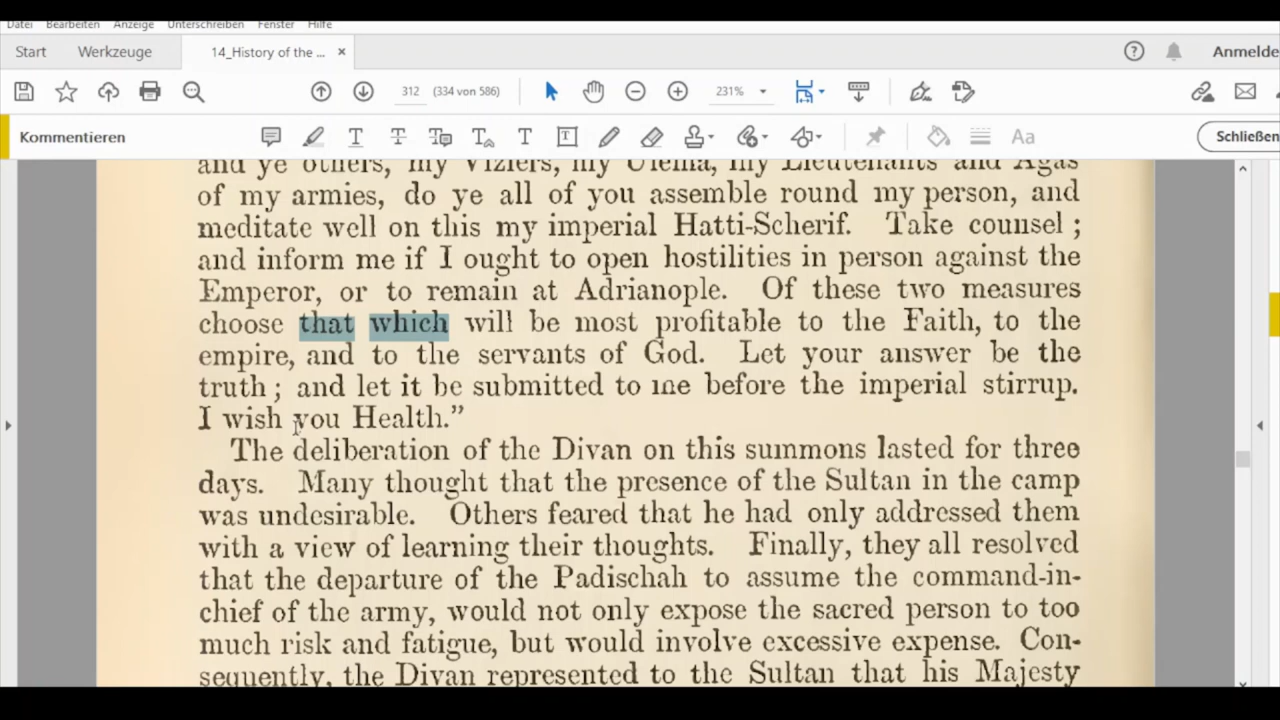 Datei Bearbeiten Anzeige Unterschreiben Fenster Hilfe
Start Werkzeuge 14_History of the ... × Anmelde
312 (334 von 586) 231%
Kommentieren Aa Schließen
and ye others, my Viziers, my Ulema, my Lieutenants and Agas
of my armies, do ye all of you assemble round my person, and
meditate well on this my imperial Hatti-Scherif. Take counsel ;
and inform me if I ought to open hostilities in person against the
Emperor, or to remain at Adrianople. Of these two measures
choose that which will be most profitable to the Faith, to the
empire, and to the servants of God. Let your answer be the
truth ; and let it be submitted to me before the imperial stirrup.
I wish you Health.”
The deliberation of the Divan on this summons lasted for three
days. Many thought that the presence of the Sultan in the camp
was undesirable. Others feared that he had only addressed them
with a view of learning their thoughts. Finally, they all resolved
that the departure of the Padischah to assume the command-in-
chief of the army, would not only expose the sacred person to too
much risk and fatigue, but would involve excessive expense. Con-
sequently, the Divan represented to the Sultan that his Majesty